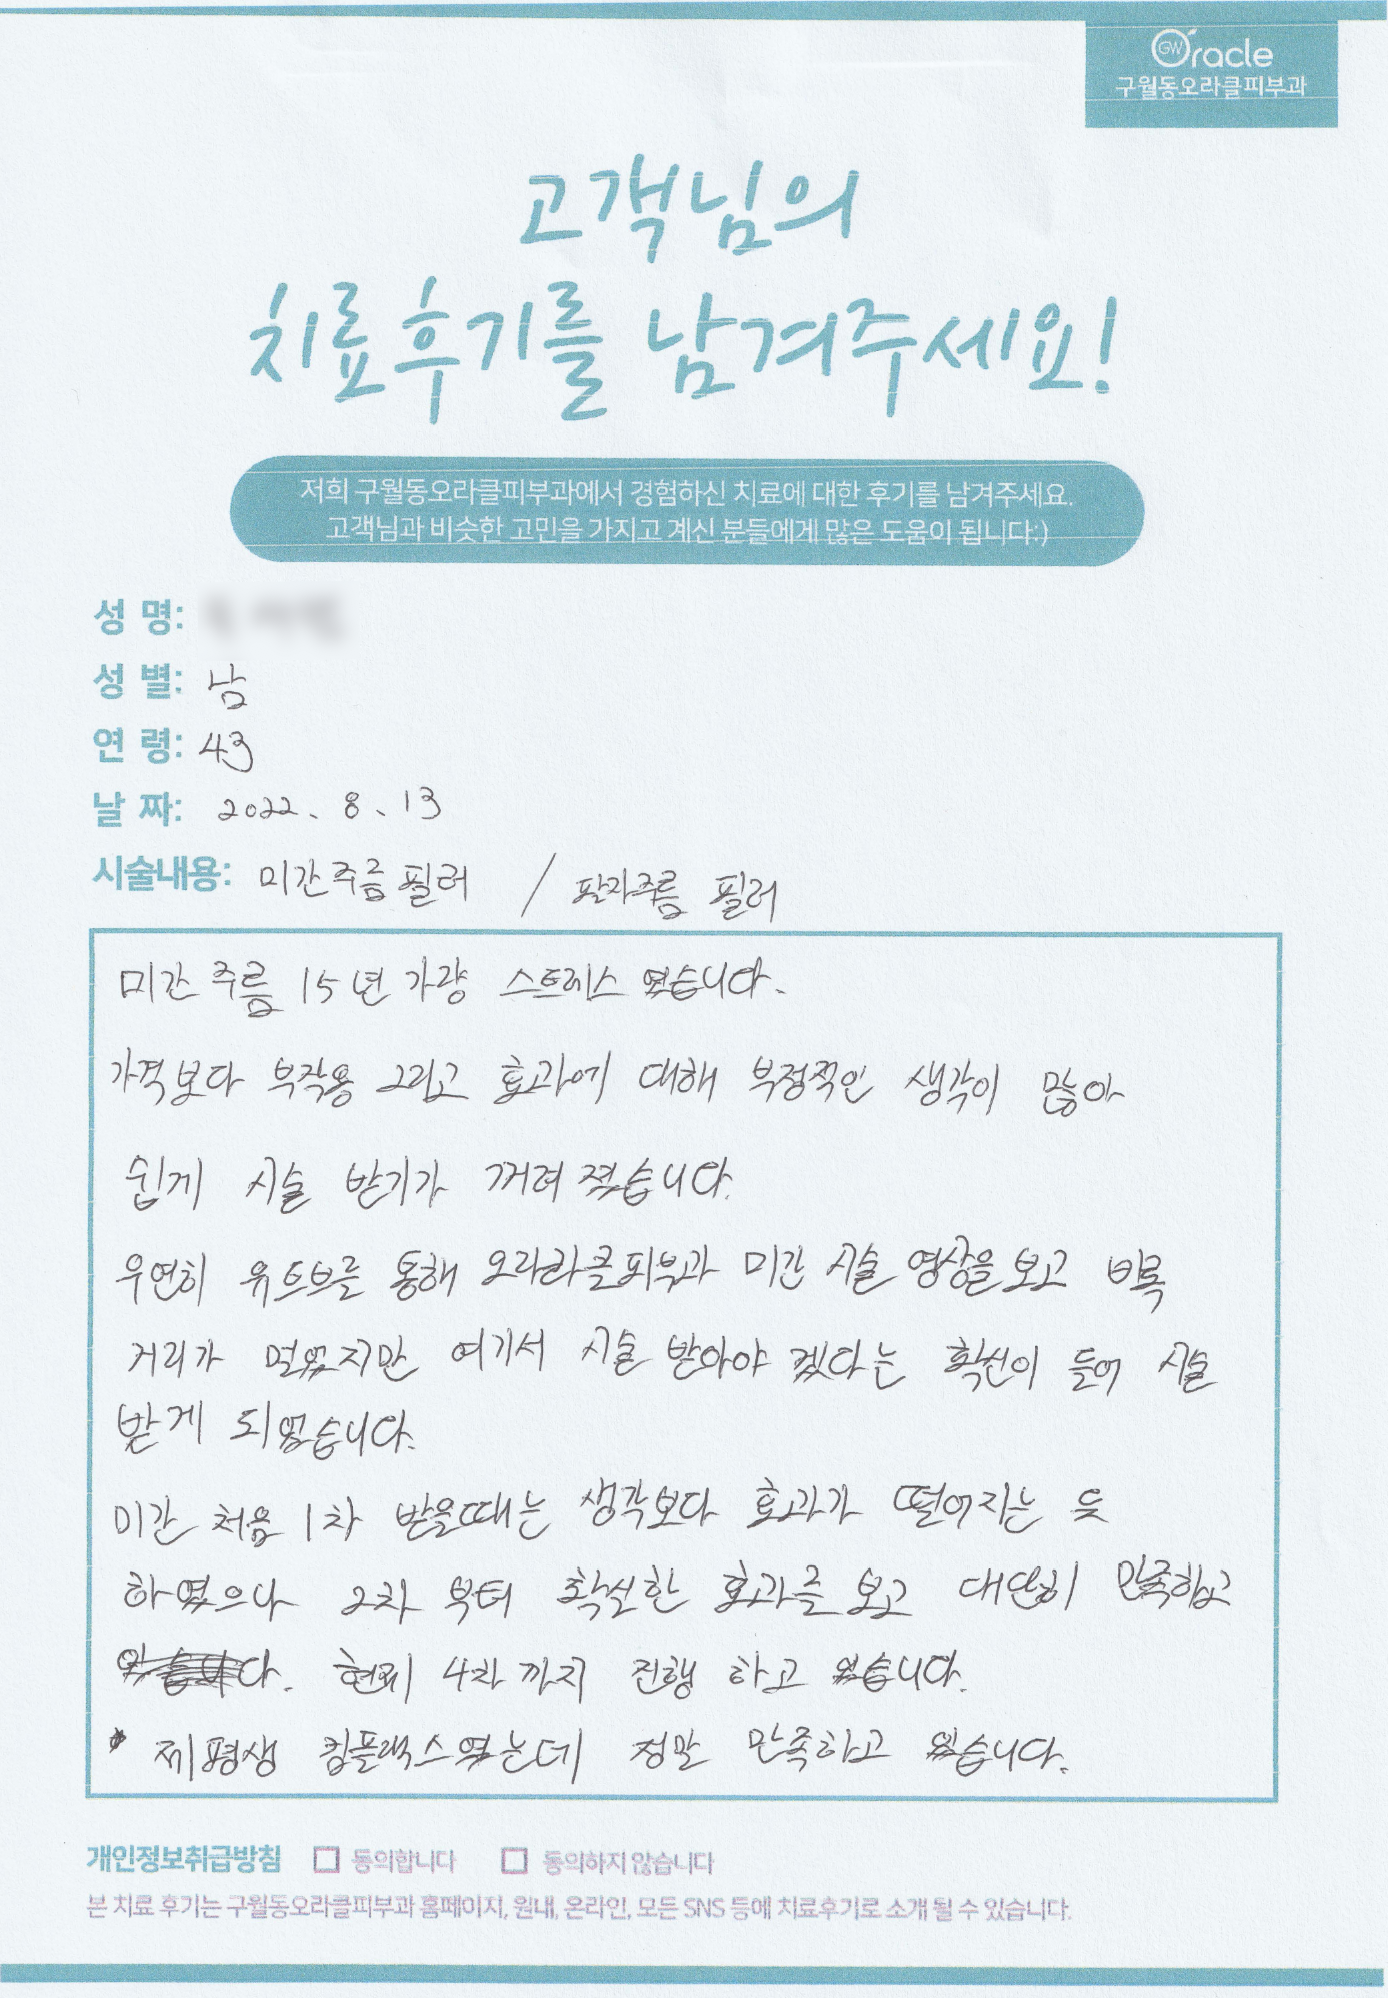 GW Oracle
구월동오라클피부과
고객님의
치료후기를 남겨주세요!
저희 구월동오라클피부과에서 경험하신 치료에 대한 후기를 남겨주세요.
고객님과 비슷한 고민을 가지고 계신 분들에게 많은 도움이 됩니다:)
성 명:
성 별: 남
연 령: 43
날 짜: 2022. 8. 13
시술내용: 미간주름 필러 / 팔자주름 필러
미간 주름 15년 가량 스트레스 였습니다.
가격보다 부작용 그리고 효과에 대해 부정적인 생각이 많아
쉽게 시술 받기가 꺼려 졌습니다.
우연히 유트브를 통해 오라클피부과 미간 시술 영상을 보고 비록
거리가 멀었지만 여기서 시술 받아야 겠다는 확신이 들어 시술
받게 되었습니다.
미간 처음 1차 받을때는 생각보다 효과가 떨어지는 듯
하였으나 2차 부터 확실한 효과를 보고 대단히 만족하고
있습니다. 현재 4차 까지 진행 하고 있습니다.
제평생 컴플랙스였는데 정말 만족하고 있습니다.
개인정보취급방침 □ 동의합니다 □ 동의하지 않습니다
본 치료 후기는 구월동오라클피부과 홈페이지, 원내, 온라인, 모든 SNS 등에 치료후기로 소개 될 수 있습니다.